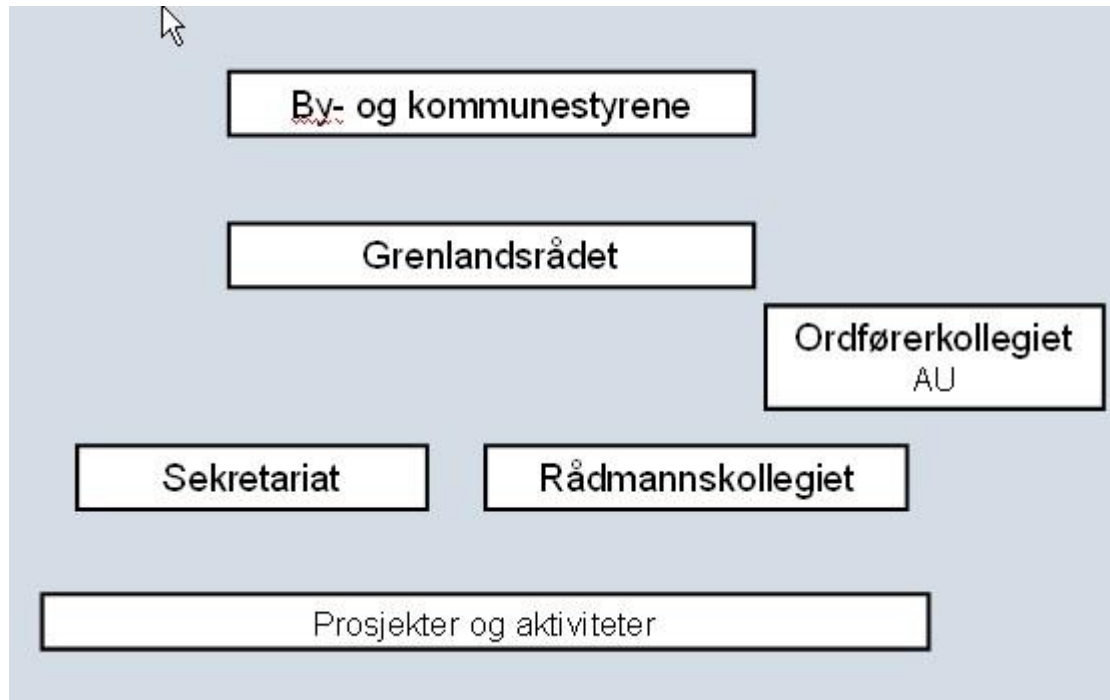 By- og kommunestyrene
Grenlandsrådet
Ordførerkollegiet
AU
Sekretariat
Rådmannskollegiet
Prosjekter og aktiviteter